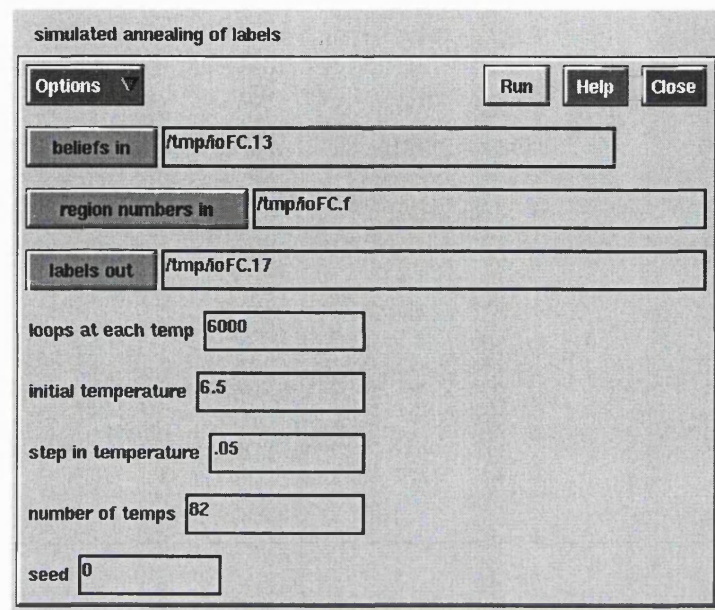 simulated annealing of labels
Options Run Help Close
beliefs in /tmp/ioFC.13
region numbers in /tmp/ioFC.f
labels out /tmp/ioFC.17
loops at each temp 6000
initial temperature 6.5
step in temperature .05
number of temps 82
seed 0